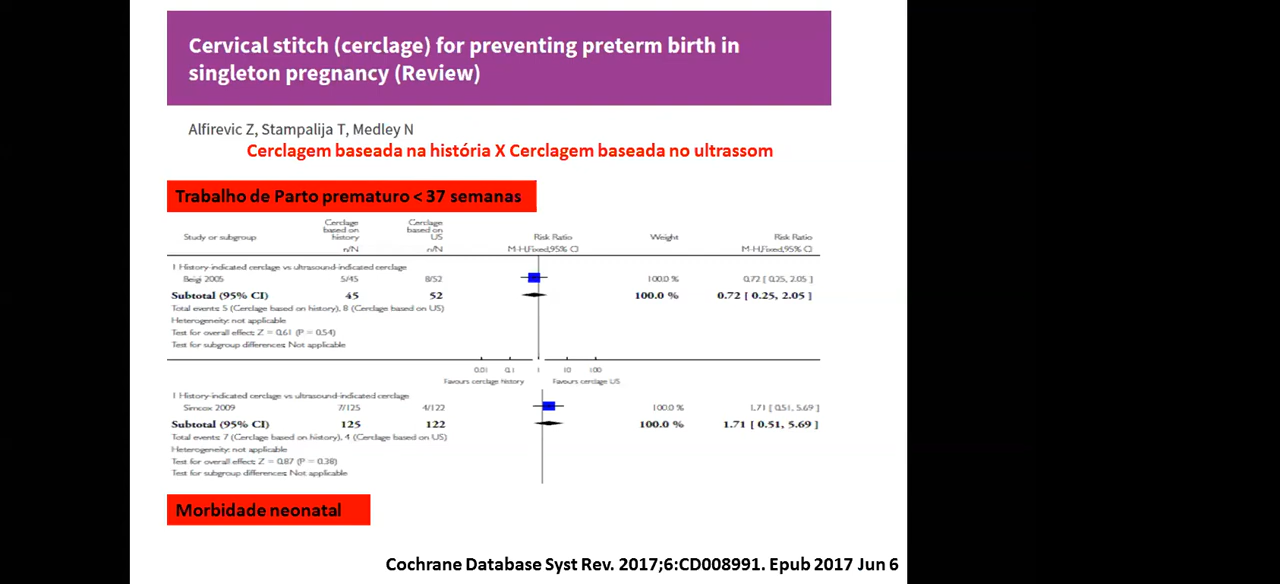 Cervical stitch (cerclage) for preventing preterm birth in
singleton pregnancy (Review)
Alfirevic Z, Stampalija T, Medley N
Cerclagem baseada na história X Cerclagem baseada no ultrassom
Trabalho de Parto prematuro < 37 semanas
Study or subgroup Cerclage based on history Cerclage based on US Risk Ratio Weight Risk Ratio
n/N n/N M-H,Fixed,95% CI M-H,Fixed,95% CI
1 History-indicated cerclage vs ultrasound-indicated cerclage
Beigi 2005 5/45 8/52 100.0 % 0.72 [ 0.25, 2.05 ]
Subtotal (95% CI) 45 52 100.0 % 0.72 [ 0.25, 2.05 ]
Total events: 5 (Cerclage based on history), 8 (Cerclage based on US)
Heterogeneity: not applicable
Test for overall effect: Z = 0.61 (P = 0.54)
Test for subgroup differences: Not applicable
0.01 0.1 1 10 100
Favours cerclage history Favours cerclage US
1 History-indicated cerclage vs ultrasound-indicated cerclage
Simcox 2009 7/125 4/122 100.0 % 1.71 [ 0.51, 5.69 ]
Subtotal (95% CI) 125 122 100.0 % 1.71 [ 0.51, 5.69 ]
Total events: 7 (Cerclage based on history), 4 (Cerclage based on US)
Heterogeneity: not applicable
Test for overall effect: Z = 0.87 (P = 0.38)
Test for subgroup differences: Not applicable
Morbidade neonatal
Cochrane Database Syst Rev. 2017;6:CD008991. Epub 2017 Jun 6